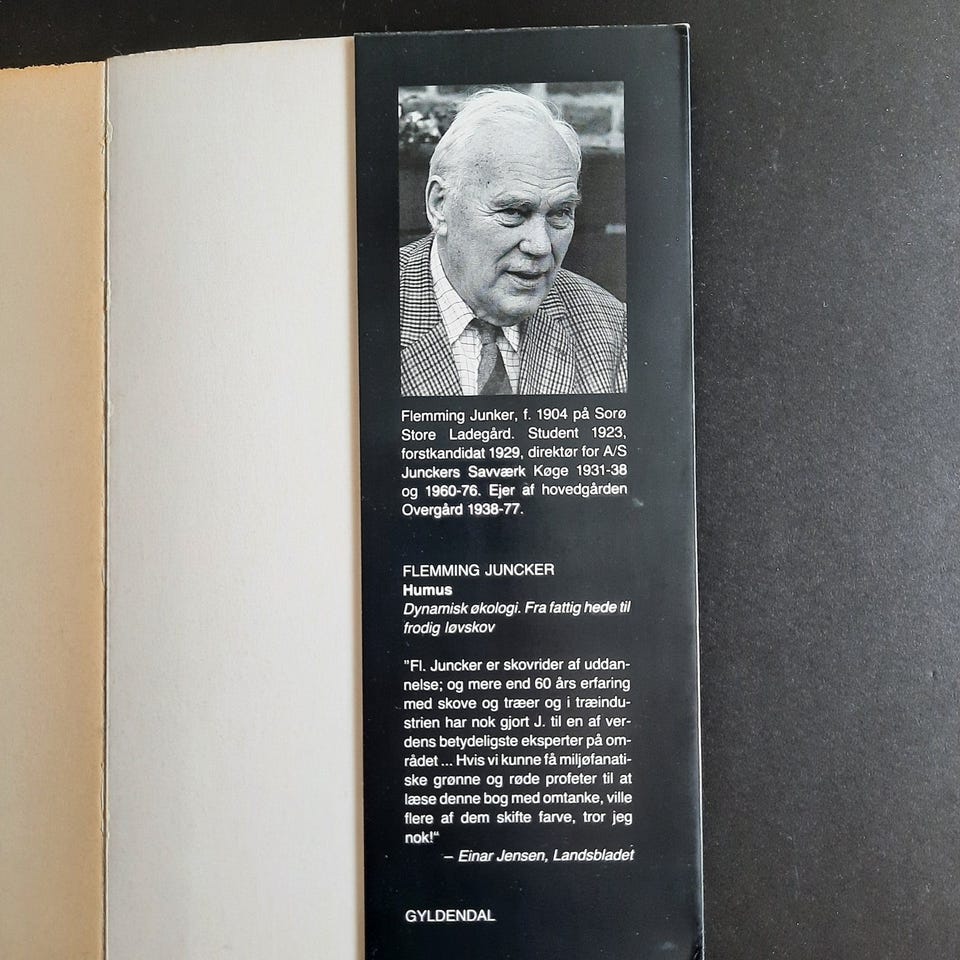 Flemming Junker, f. 1904 på Sorø
Store Ladegård. Student 1923,
forstkandidat 1929, direktør for A/S
Junckers Savværk Køge 1931-38
og 1960-76. Ejer af hovedgården
Overgård 1938-77.
FLEMMING JUNCKER
Humus
Dynamisk økologi. Fra fattig hede til
frodig løvskov
"Fl. Juncker er skovrider af uddan-
nelse; og mere end 60 års erfaring
med skove og træer og i træindu-
strien har nok gjort J. til en af ver-
dens betydeligste eksperter på om-
rådet ... Hvis vi kunne få miljøfanati-
ske grønne og røde profeter til at
læse denne bog med omtanke, ville
flere af dem skifte farve, tror jeg
nok!"
– Einar Jensen, Landsbladet
GYLDENDAL